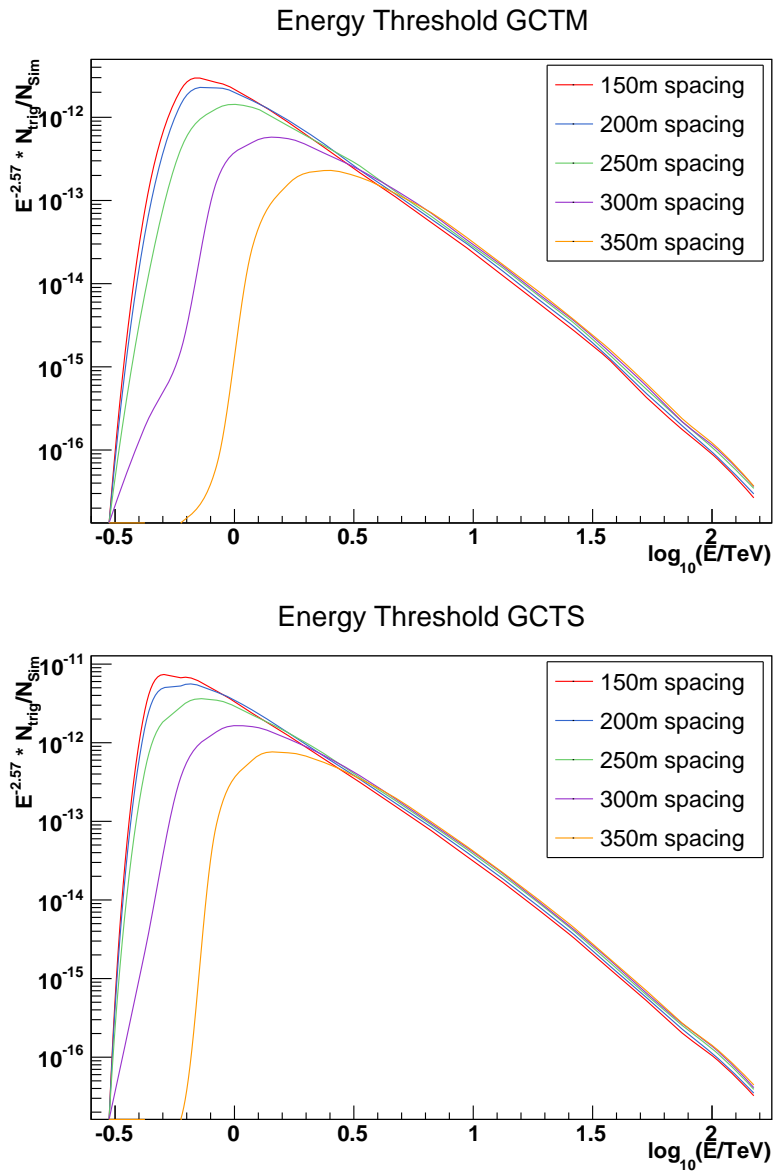 Energy Threshold GCTM
E^-2.57 * N_trig/N_Sim
150m spacing
200m spacing
250m spacing
300m spacing
350m spacing
10^-12
10^-13
10^-14
10^-15
10^-16
-0.5 0 0.5 1 1.5 2
log_10(E/TeV)
Energy Threshold GCTS
E^-2.57 * N_trig/N_Sim
150m spacing
200m spacing
250m spacing
300m spacing
350m spacing
10^-11
10^-12
10^-13
10^-14
10^-15
10^-16
-0.5 0 0.5 1 1.5 2
log_10(E/TeV)